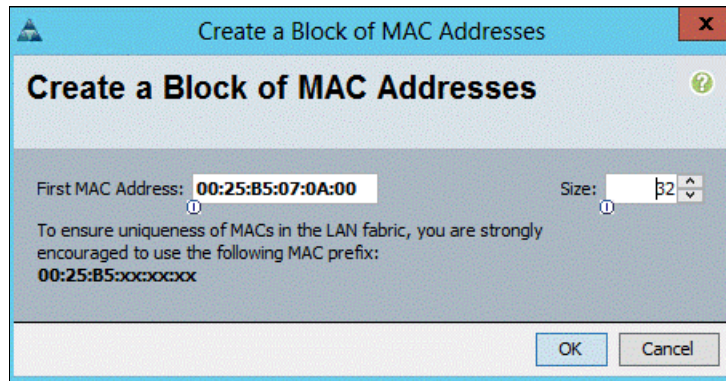 Create a Block of MAC Addresses
x
Create a Block of MAC Addresses
?
First MAC Address: 00:25:B5:07:0A:00 Size: 32
To ensure uniqueness of MACs in the LAN fabric, you are strongly
encouraged to use the following MAC prefix:
00:25:B5:xx:xx:xx
OK Cancel